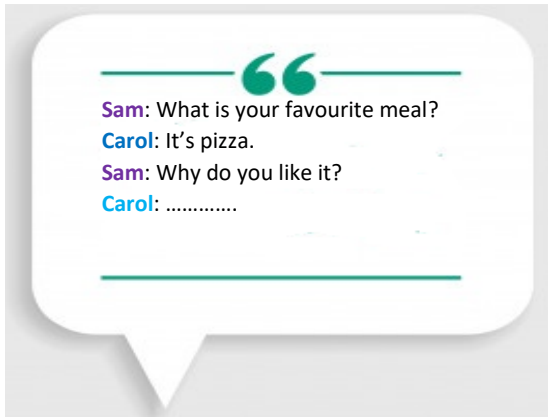 Sam: What is your favourite meal?
Carol: It’s pizza.
Sam: Why do you like it?
Carol: ………….